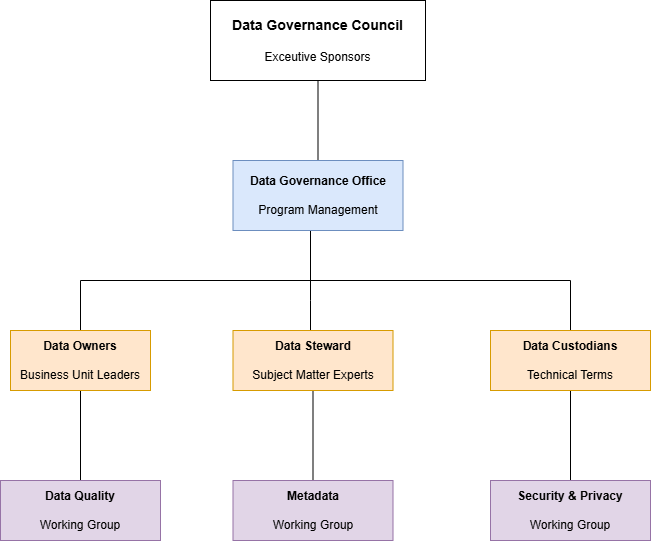 Data Governance Council
Exceutive Sponsors
Data Governance Office
Program Management
Data Owners
Business Unit Leaders
Data Steward
Subject Matter Experts
Data Custodians
Technical Terms
Data Quality
Working Group
Metadata
Working Group
Security & Privacy
Working Group